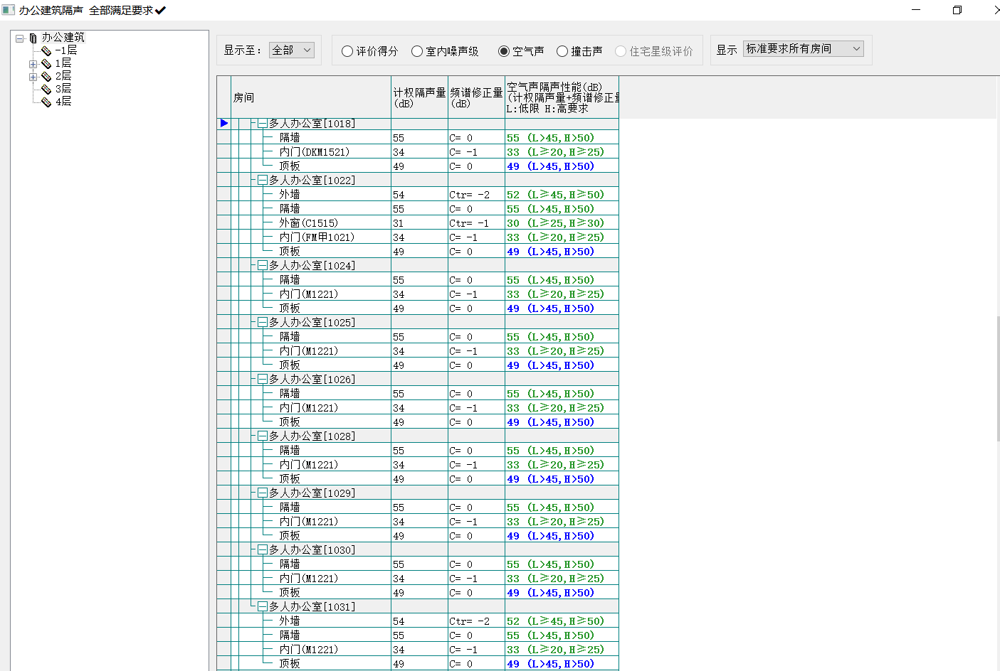 办公建筑隔声 全部满足要求✔
办公建筑
-1层
1层
2层
3层
4层
显示至： 全部
评价得分 室内噪声级 空气声 撞击声 住宅星级评价
显示 标准要求所有房间
房间 计权隔声量(dB) 频谱修正量(dB) 空气声隔声性能(dB)
(计权隔声量+频谱修正量
L:低限 H:高要求
多人办公室[1018]
隔墙 55 C= 0 55 (L>45,H>50)
内门(DKM1521) 34 C= -1 33 (L≥20,H≥25)
顶板 49 C= 0 49 (L>45,H>50)
多人办公室[1022]
外墙 54 Ctr= -2 52 (L≥45,H≥50)
隔墙 55 C= 0 55 (L>45,H>50)
外窗(C1515) 31 Ctr= -1 30 (L≥25,H≥30)
内门(FM甲1021) 34 C= -1 33 (L≥20,H≥25)
顶板 49 C= 0 49 (L>45,H>50)
多人办公室[1024]
隔墙 55 C= 0 55 (L>45,H>50)
内门(M1221) 34 C= -1 33 (L≥20,H≥25)
顶板 49 C= 0 49 (L>45,H>50)
多人办公室[1025]
隔墙 55 C= 0 55 (L>45,H>50)
内门(M1221) 34 C= -1 33 (L≥20,H≥25)
顶板 49 C= 0 49 (L>45,H>50)
多人办公室[1026]
隔墙 55 C= 0 55 (L>45,H>50)
内门(M1221) 34 C= -1 33 (L≥20,H≥25)
顶板 49 C= 0 49 (L>45,H>50)
多人办公室[1028]
隔墙 55 C= 0 55 (L>45,H>50)
内门(M1221) 34 C= -1 33 (L≥20,H≥25)
顶板 49 C= 0 49 (L>45,H>50)
多人办公室[1029]
隔墙 55 C= 0 55 (L>45,H>50)
内门(M1221) 34 C= -1 33 (L≥20,H≥25)
顶板 49 C= 0 49 (L>45,H>50)
多人办公室[1030]
隔墙 55 C= 0 55 (L>45,H>50)
内门(M1221) 34 C= -1 33 (L≥20,H≥25)
顶板 49 C= 0 49 (L>45,H>50)
多人办公室[1031]
外墙 54 Ctr= -2 52 (L≥45,H≥50)
隔墙 55 C= 0 55 (L>45,H>50)
内门(M1221) 34 C= -1 33 (L≥20,H≥25)
顶板 49 C= 0 49 (L>45,H>50)